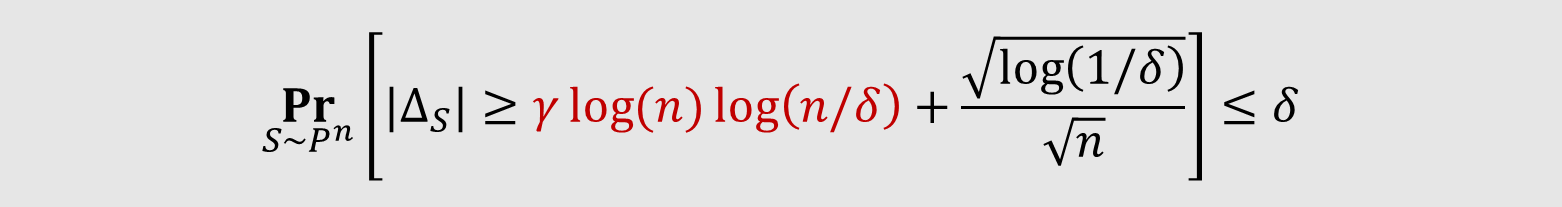 Pr_{S∼P^n} [ |Δ_S| ≥ γ log(n) log(n/δ) + √log(1/δ) / √n ] ≤ δ